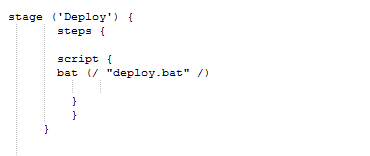 stage ('Deploy') {
steps {
script {
bat (/ "deploy.bat" /)
}
}
}